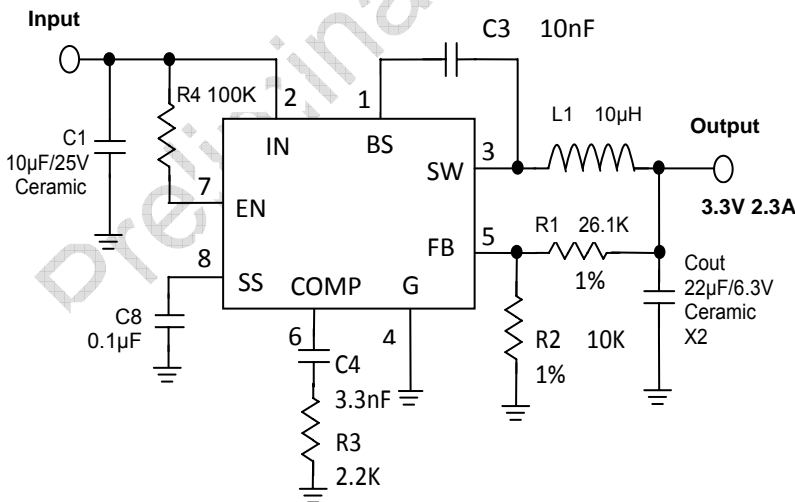 Input
C3 10nF
R4 100K
2
1
L1 10µH
Output
C1
10µF/25V
Ceramic
IN
BS
3
SW
7
EN
3.3V 2.3A
5
R1 26.1K
FB
1%
8
SS
COMP
G
Cout
22µF/6.3V
Ceramic
X2
C8
0.1µF
6
4
R2 10K
1%
C4
3.3nF
R3
2.2K